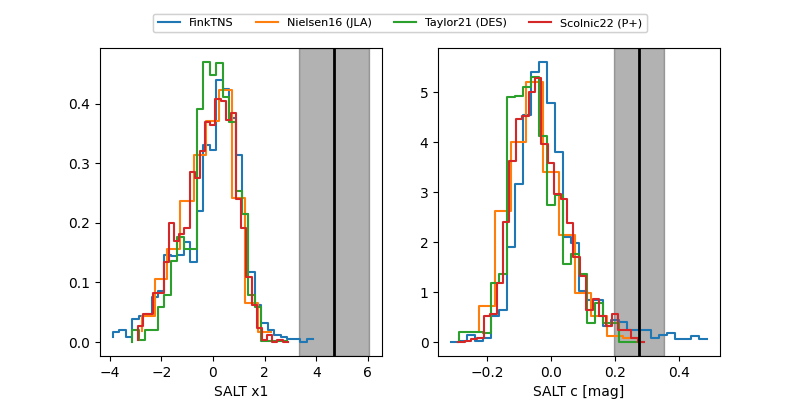 FinkTNS Nielsen16 (JLA) Taylor21 (DES) Scolnic22 (P+)
0.4
0.3
0.2
0.1
0.0
−4 −2 0 2 4 6
SALT x1
5
4
3
2
1
0
−0.2 0.0 0.2 0.4
SALT c [mag]